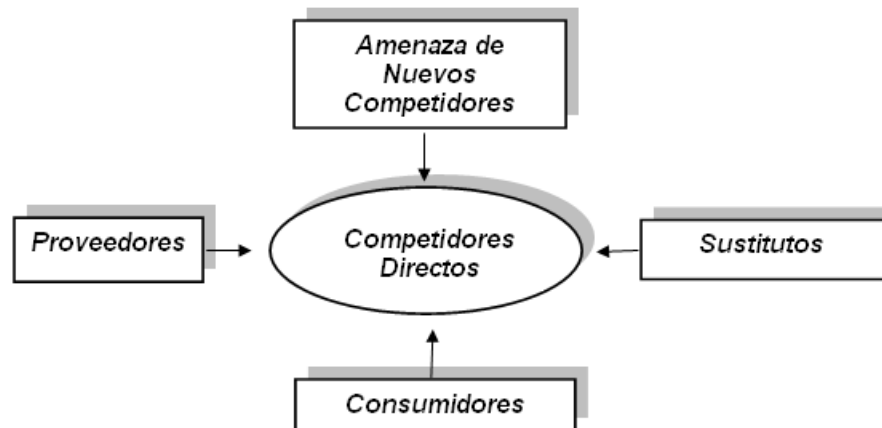 Amenaza de
Nuevos
Competidores
Proveedores
Competidores
Directos
Sustitutos
Consumidores